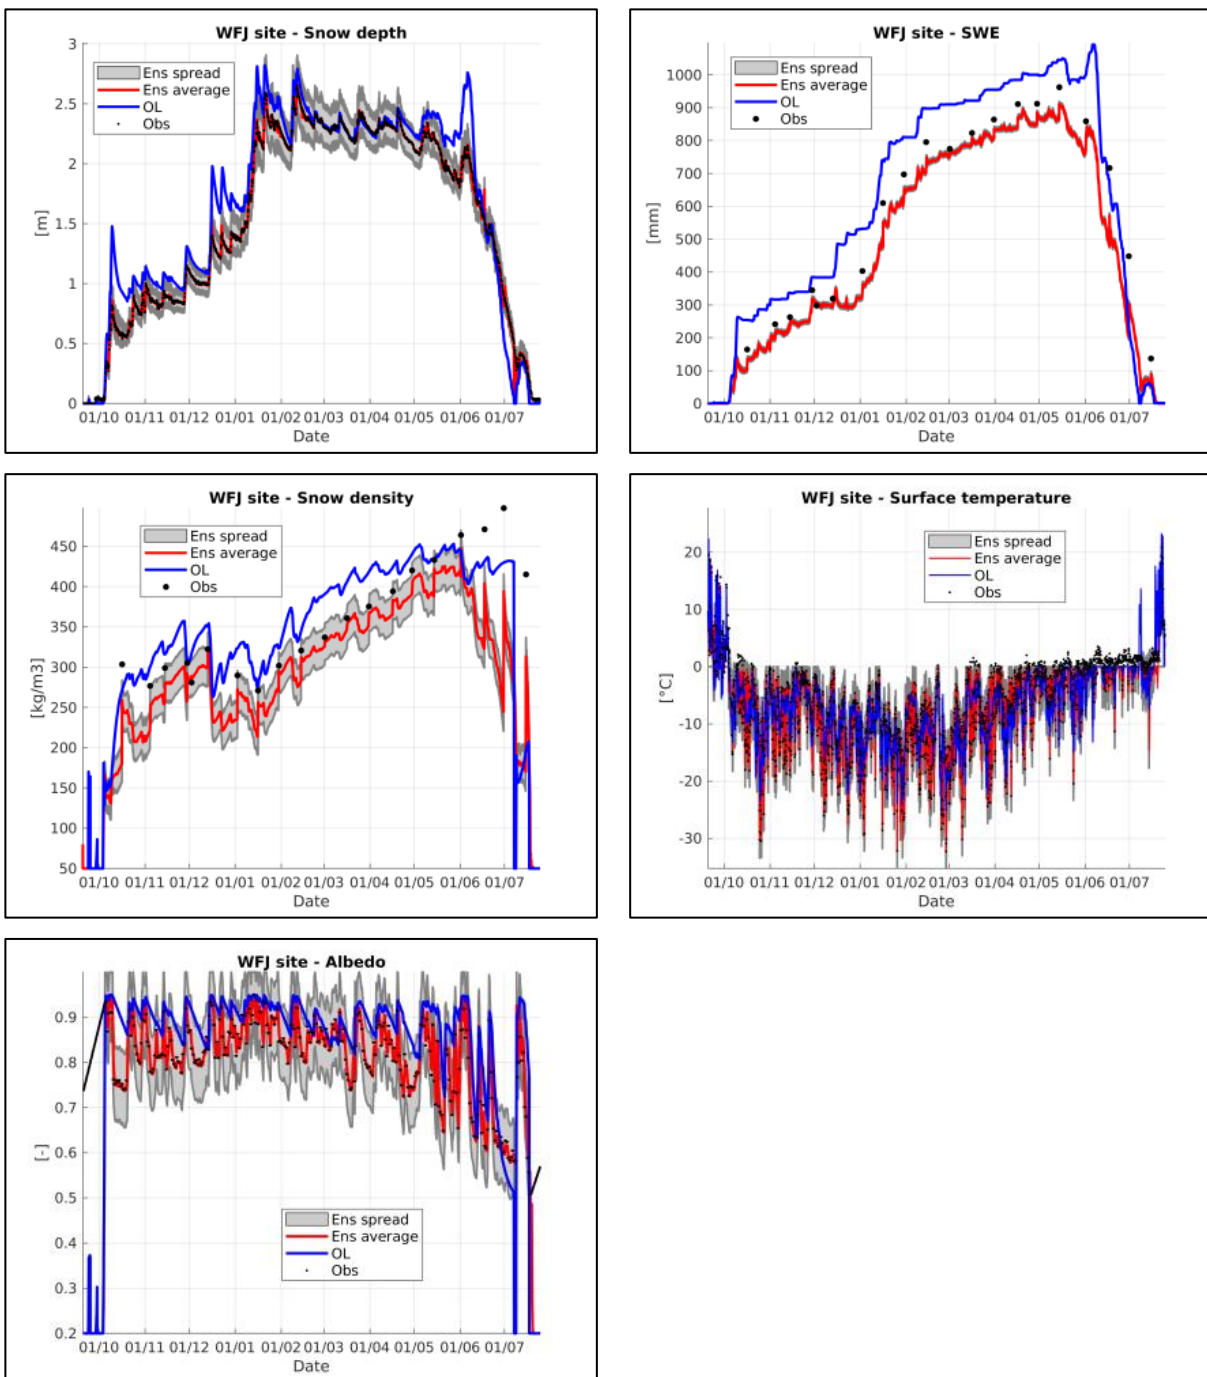 WFJ site - Snow depth
3
2.5
2
1.5
1
0.5
0
[m]
Ens spread
Ens average
OL
Obs
01/10 01/11 01/12 01/01 01/02 01/03 01/04 01/05 01/06 01/07
Date
WFJ site - SWE
1000
900
800
700
600
500
400
300
200
100
0
[mm]
Ens spread
Ens average
OL
Obs
01/10 01/11 01/12 01/01 01/02 01/03 01/04 01/05 01/06 01/07
Date
WFJ site - Snow density
450
400
350
300
250
200
150
100
50
[kg/m3]
Ens spread
Ens average
OL
Obs
01/10 01/11 01/12 01/01 01/02 01/03 01/04 01/05 01/06 01/07
Date
WFJ site - Surface temperature
20
10
0
-10
-20
-30
[°C]
Ens spread
Ens average
OL
Obs
01/10 01/11 01/12 01/01 01/02 01/03 01/04 01/05 01/06 01/07
Date
WFJ site - Albedo
0.9
0.8
0.7
0.6
0.5
0.4
0.3
0.2
[-]
Ens spread
Ens average
OL
Obs
01/10 01/11 01/12 01/01 01/02 01/03 01/04 01/05 01/06 01/07
Date